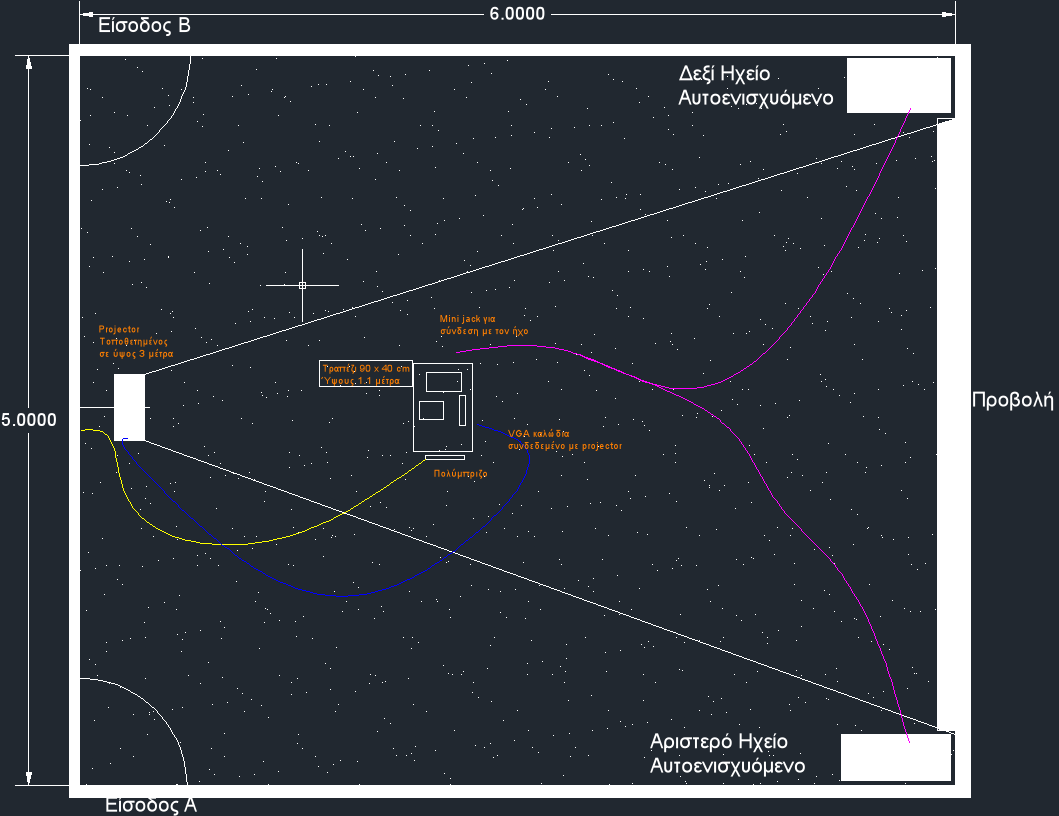 6.0000
Είσοδος Β
Δεξί Ηχείο
Αυτοενισχυόμενο
Projector
Τοποθετημένος
σε ύψος 3 μέτρα
Mini jack για
σύνδεση με τον ήχο
Τραπέζι 90 x 40 cm
Ύψους 1.1 μέτρα
5.0000
Προβολή
VGA καλώδια
συνδεδεμένο με projector
Πολύμπριζο
Αριστερό Ηχείο
Αυτοενισχυόμενο
Είσοδος Α